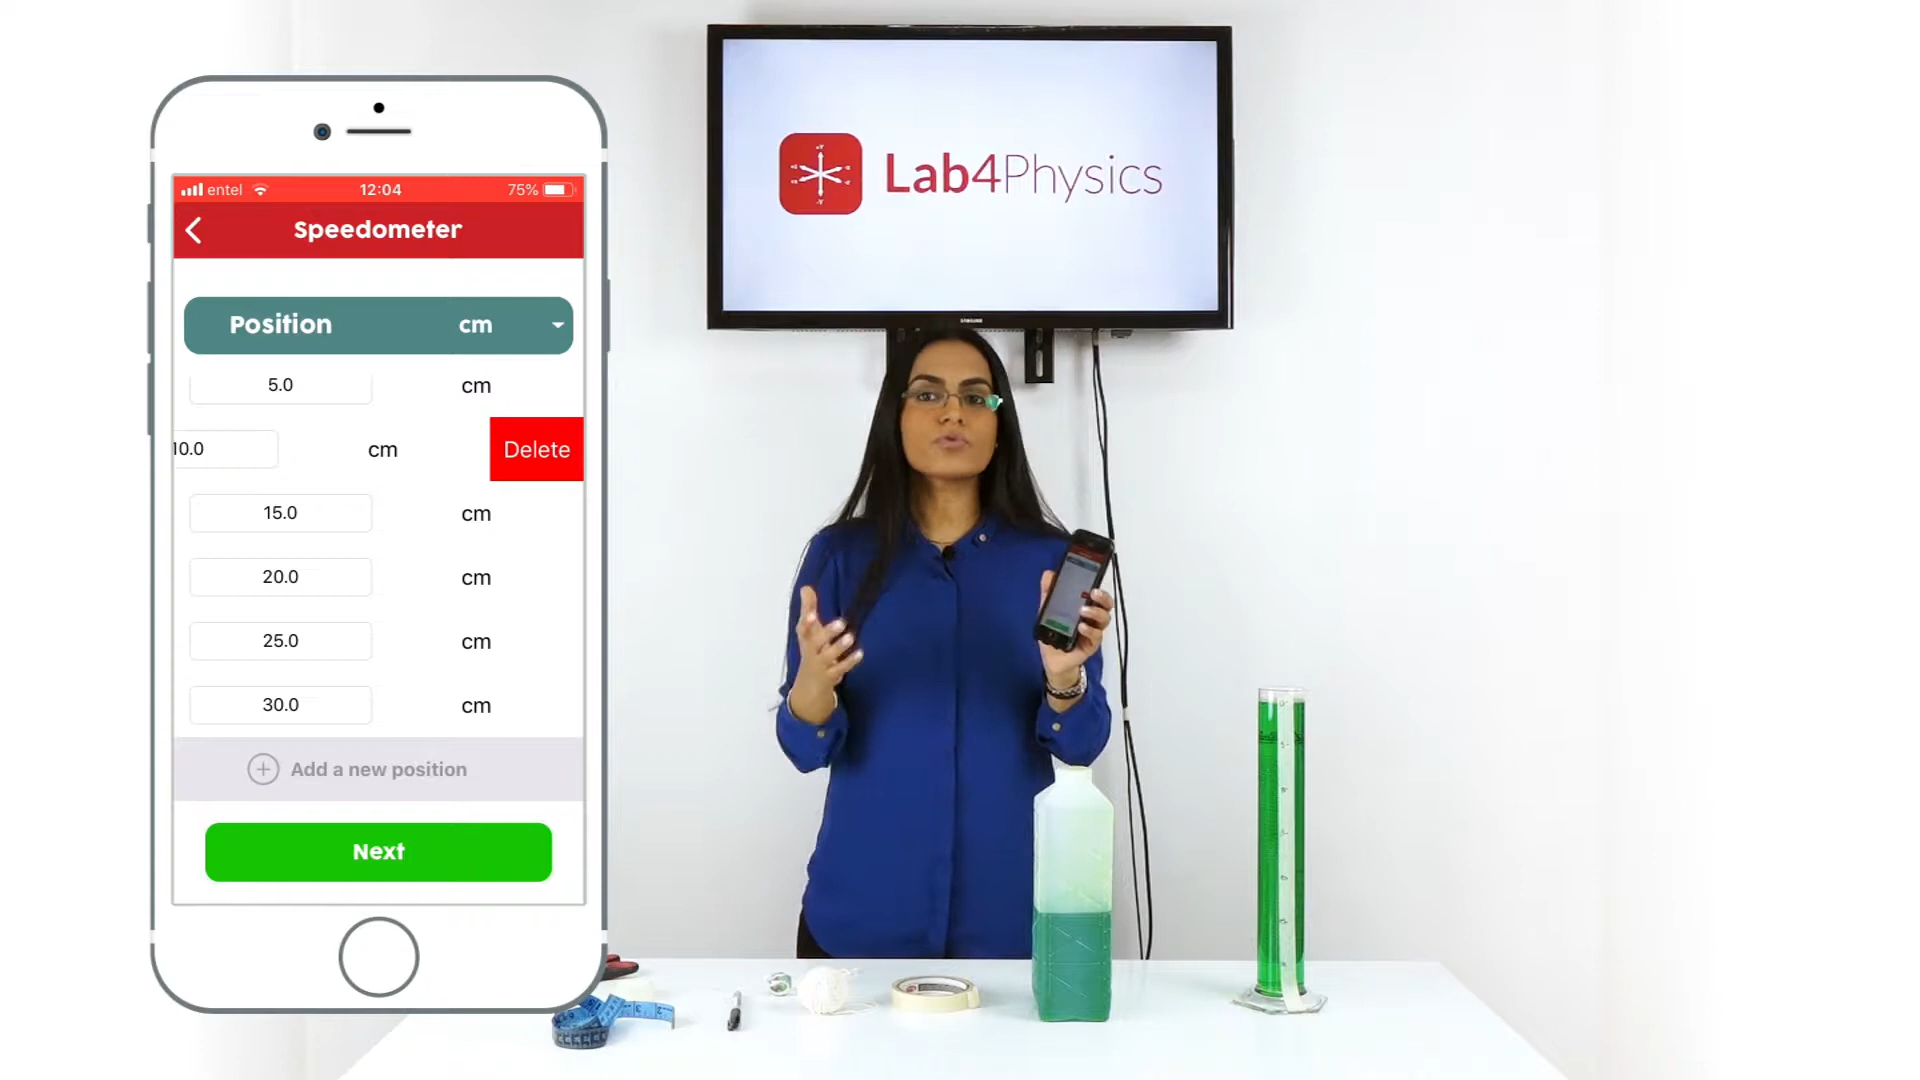 entel
12:04
75%
Speedometer
Position cm
5.0 cm
10.0 cm Delete
15.0 cm
20.0 cm
25.0 cm
30.0 cm
Add a new position
Next
Lab4Physics
SAMSUNG